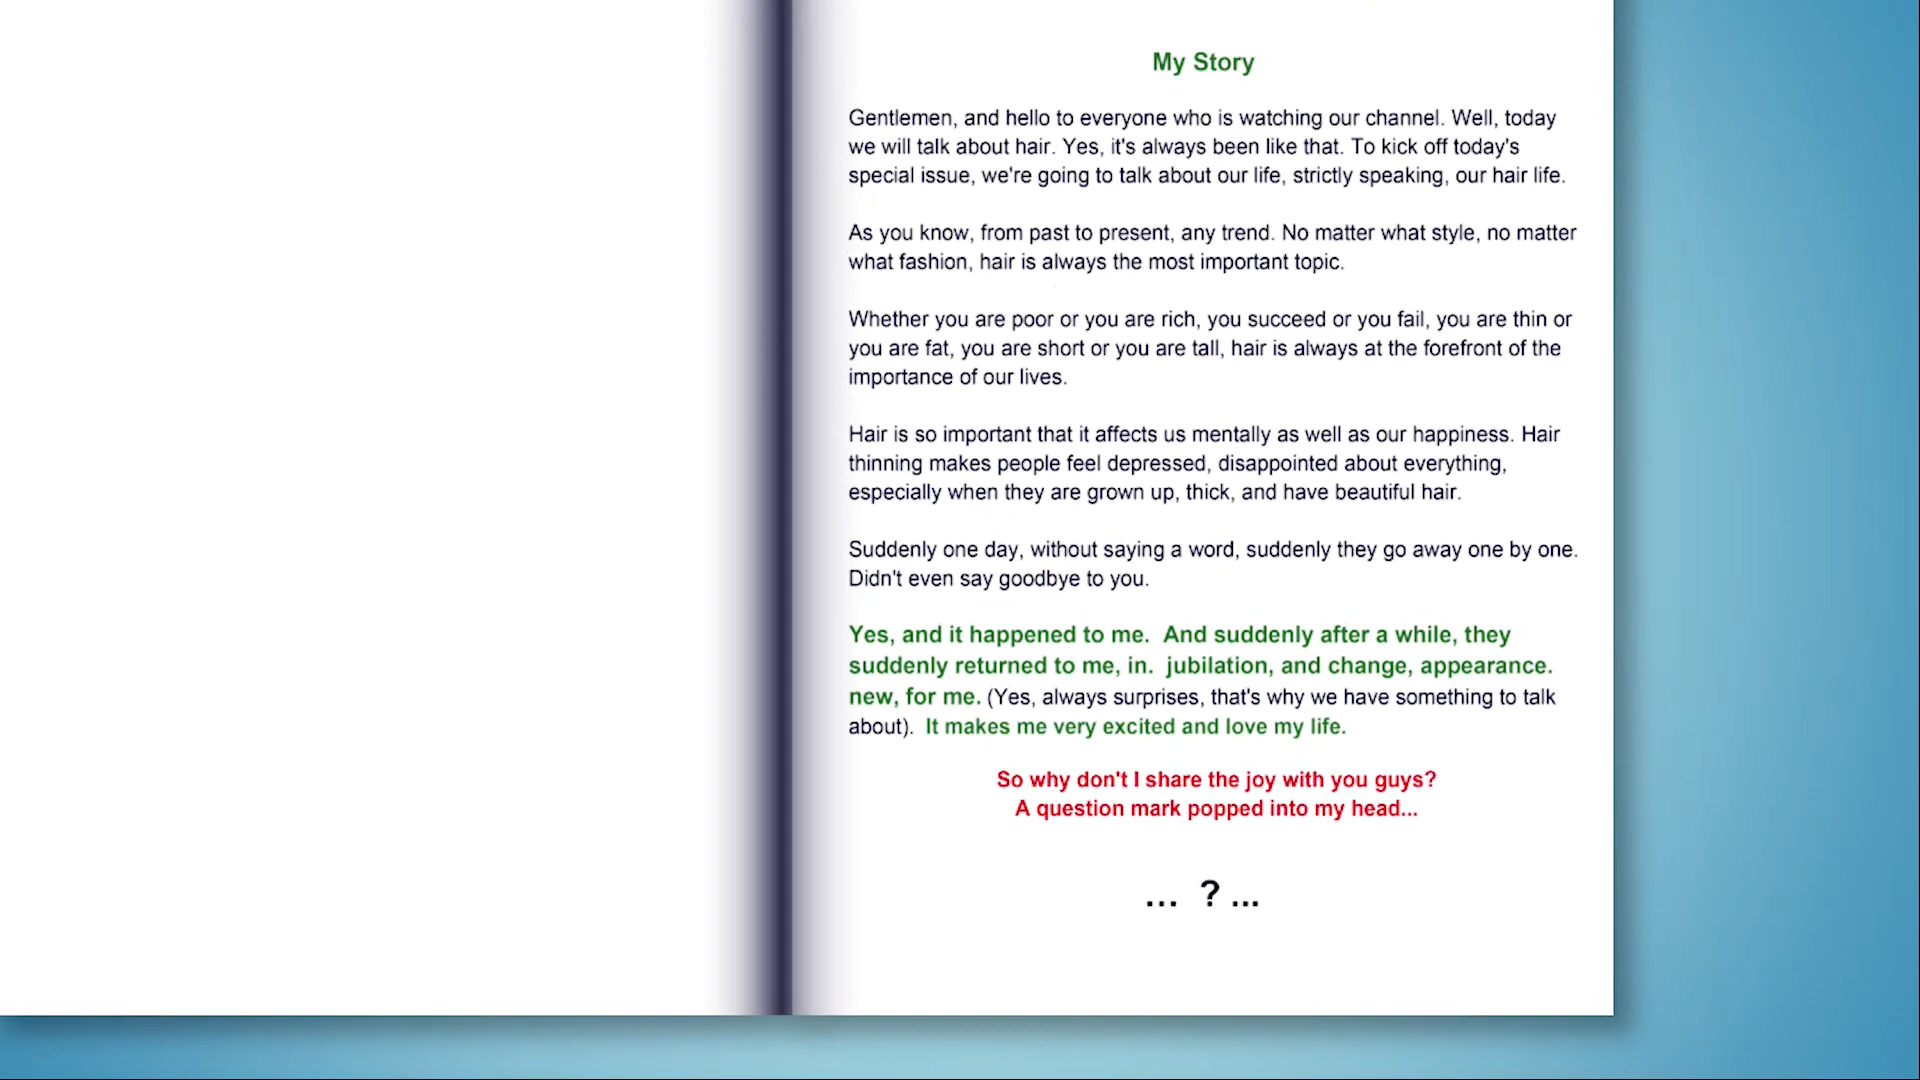 My Story
Gentlemen, and hello to everyone who is watching our channel. Well, today
we will talk about hair. Yes, it's always been like that. To kick off today's
special issue, we're going to talk about our life, strictly speaking, our hair life.
As you know, from past to present, any trend. No matter what style, no matter
what fashion, hair is always the most important topic.
Whether you are poor or you are rich, you succeed or you fail, you are thin or
you are fat, you are short or you are tall, hair is always at the forefront of the
importance of our lives.
Hair is so important that it affects us mentally as well as our happiness. Hair
thinning makes people feel depressed, disappointed about everything,
especially when they are grown up, thick, and have beautiful hair.
Suddenly one day, without saying a word, suddenly they go away one by one.
Didn't even say goodbye to you.
Yes, and it happened to me.  And suddenly after a while, they
suddenly returned to me, in.  jubilation, and change, appearance.
new, for me. (Yes, always surprises, that's why we have something to talk
about).  It makes me very excited and love my life.
So why don't I share the joy with you guys?
A question mark popped into my head...
...  ? ...